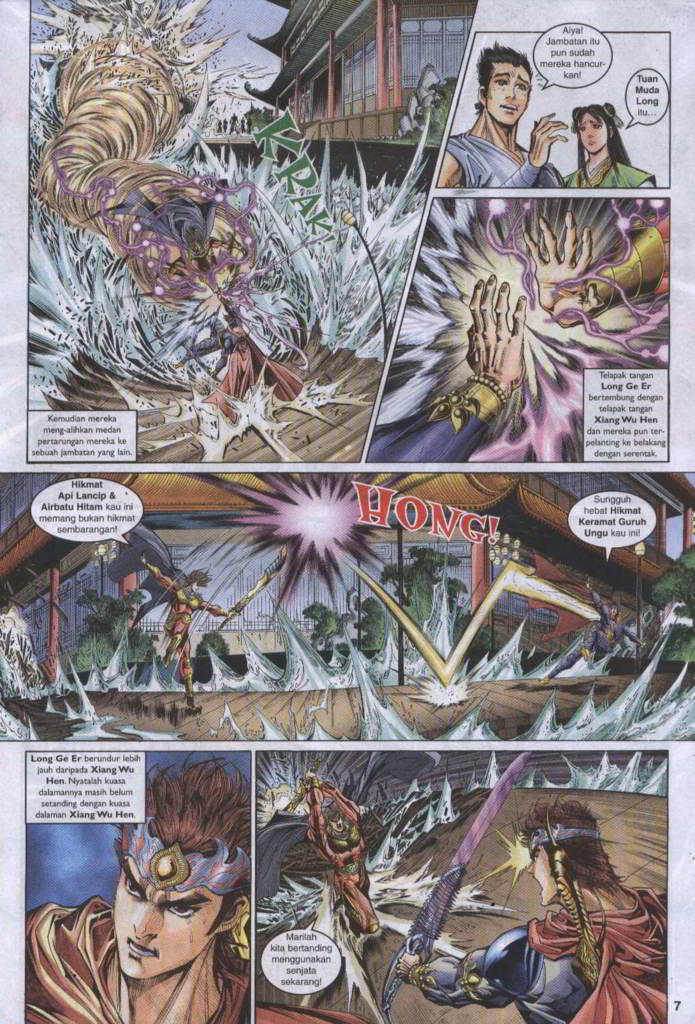 KRAK!
Kemudian mereka
meng-alihkan medan
pertarungan mereka ke
sebuah jambatan yang lain.
Aiya!
Jambatan itu
pun sudah
mereka hancur-
kan!
Tuan
Muda
Long
itu...
Telapak tangan
Long Ge Er
bertembung dengan
telapak tangan
Xiang Wu Hen
dan mereka pun ter-
pelanting ke belakang
dengan serentak.
Hikmat
Api Lancip &
Airbatu Hitam kau ini
memang bukan hikmat
sembarangan!
HONG!
Sungguh
hebat Hikmat
Keramat Guruh
Ungu kau ini!
Long Ge Er berundur lebih
jauh daripada Xiang Wu
Hen. Nyatalah kuasa
dalamannya masih belum
setanding dengan kuasa
dalaman Xiang Wu Hen.
Marilah
kita bertanding
menggunakan
senjata
sekarang!
7